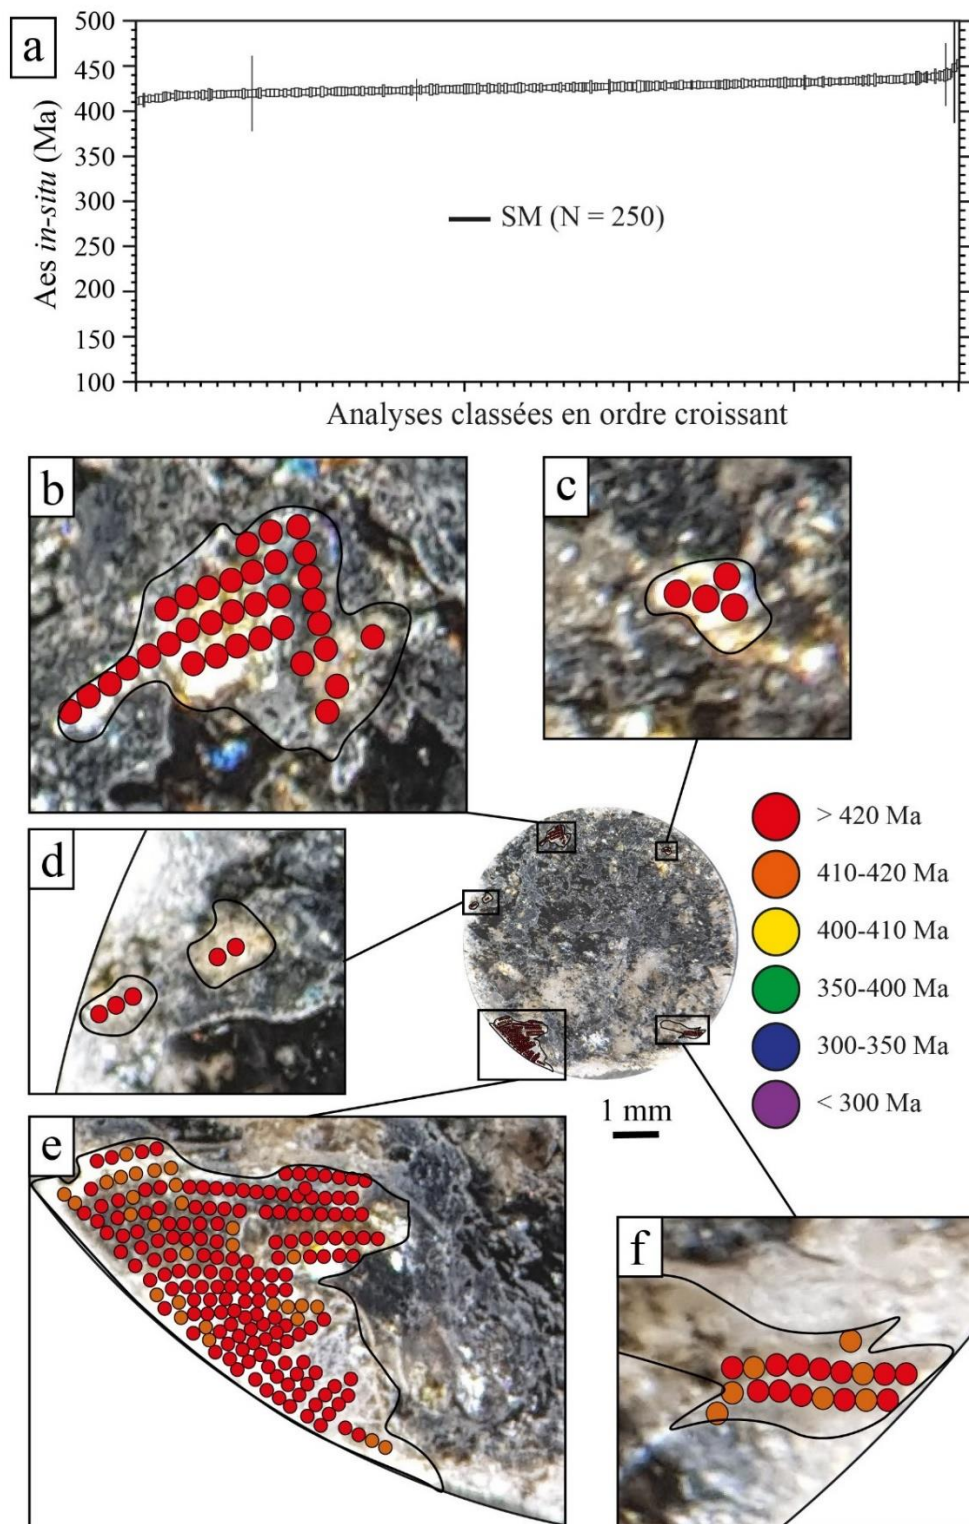 a
500
450
400
350
300
250
200
150
100
Aes in-situ (Ma)
SM (N = 250)
Analyses classées en ordre croissant
b
c
d
> 420 Ma
410-420 Ma
400-410 Ma
350-400 Ma
300-350 Ma
< 300 Ma
1 mm
e
f